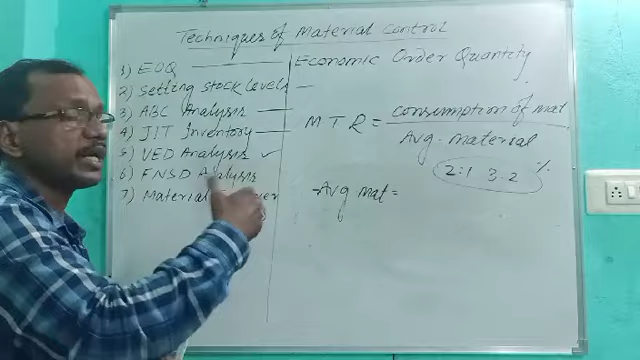 Techniques of Material Control
1) EOQ
2) Setting stock levels
3) ABC Analysis
4) JIT Inventory
5) VED Analysis ✓
6) FNSD Analysis
7) Material
Economic Order Quantity
MTR = consumption of mat
Avg. material
2:1 3.2 %
Avg mat =